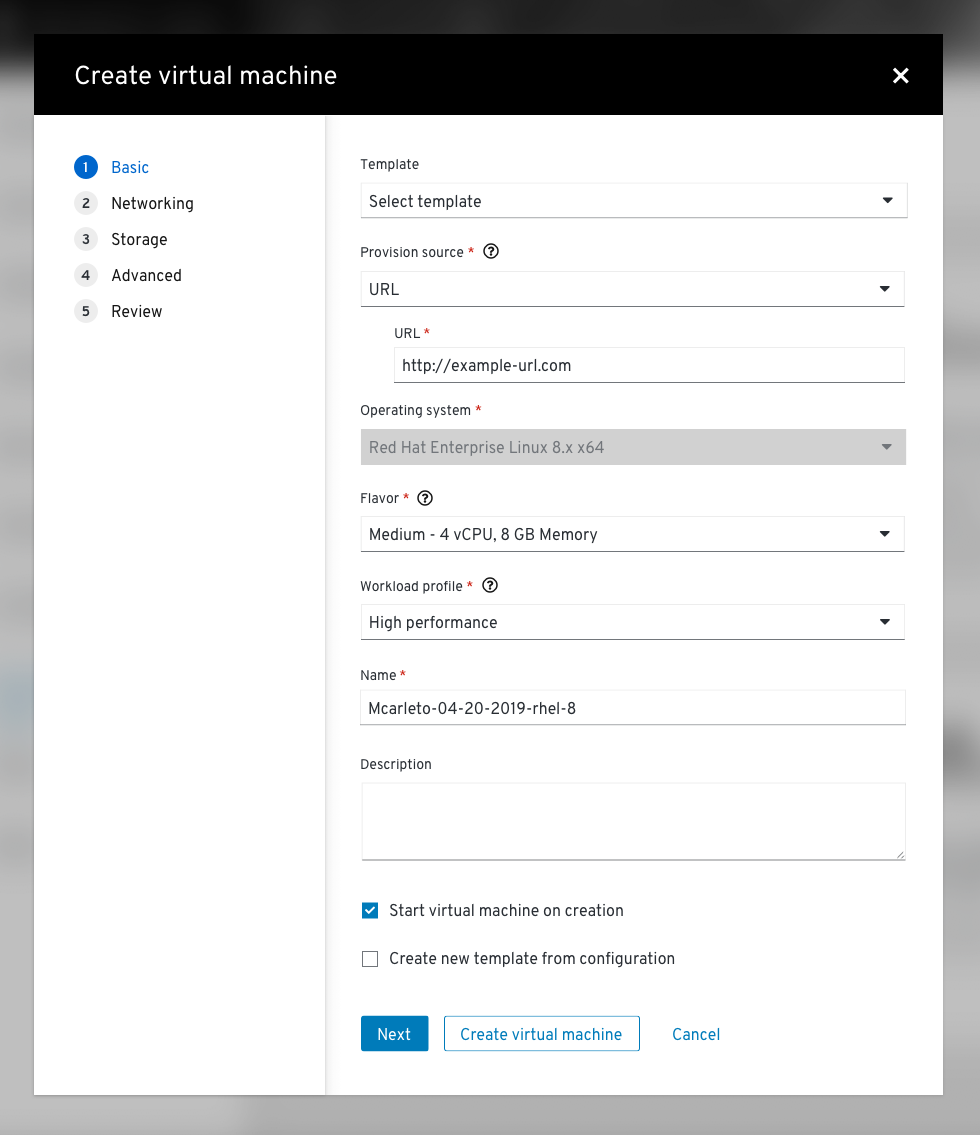 Create virtual machine
1 Basic
2 Networking
3 Storage
4 Advanced
5 Review
Template
Select template
Provision source *
URL
URL *
http://example-url.com
Operating system *
Red Hat Enterprise Linux 8.x x64
Flavor *
Medium - 4 vCPU, 8 GB Memory
Workload profile *
High performance
Name *
Mcarleto-04-20-2019-rhel-8
Description
Start virtual machine on creation
Create new template from configuration
Next Create virtual machine Cancel